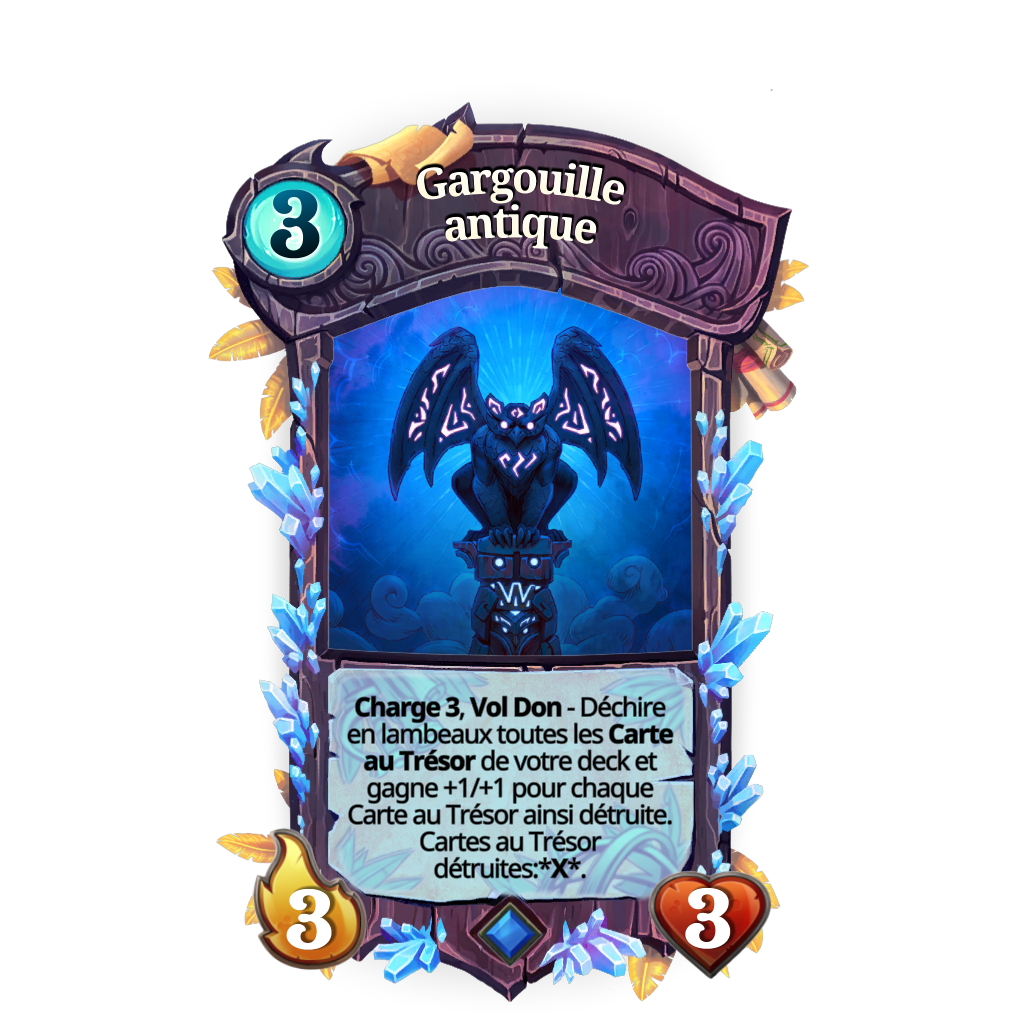 3
Gargouille
antique
Charge 3, Vol Don - Déchire
en lambeaux toutes les Carte
au Trésor de votre deck et
gagne +1/+1 pour chaque
Carte au Trésor ainsi détruite.
Cartes au Trésor
détruites:*X*.
3
3